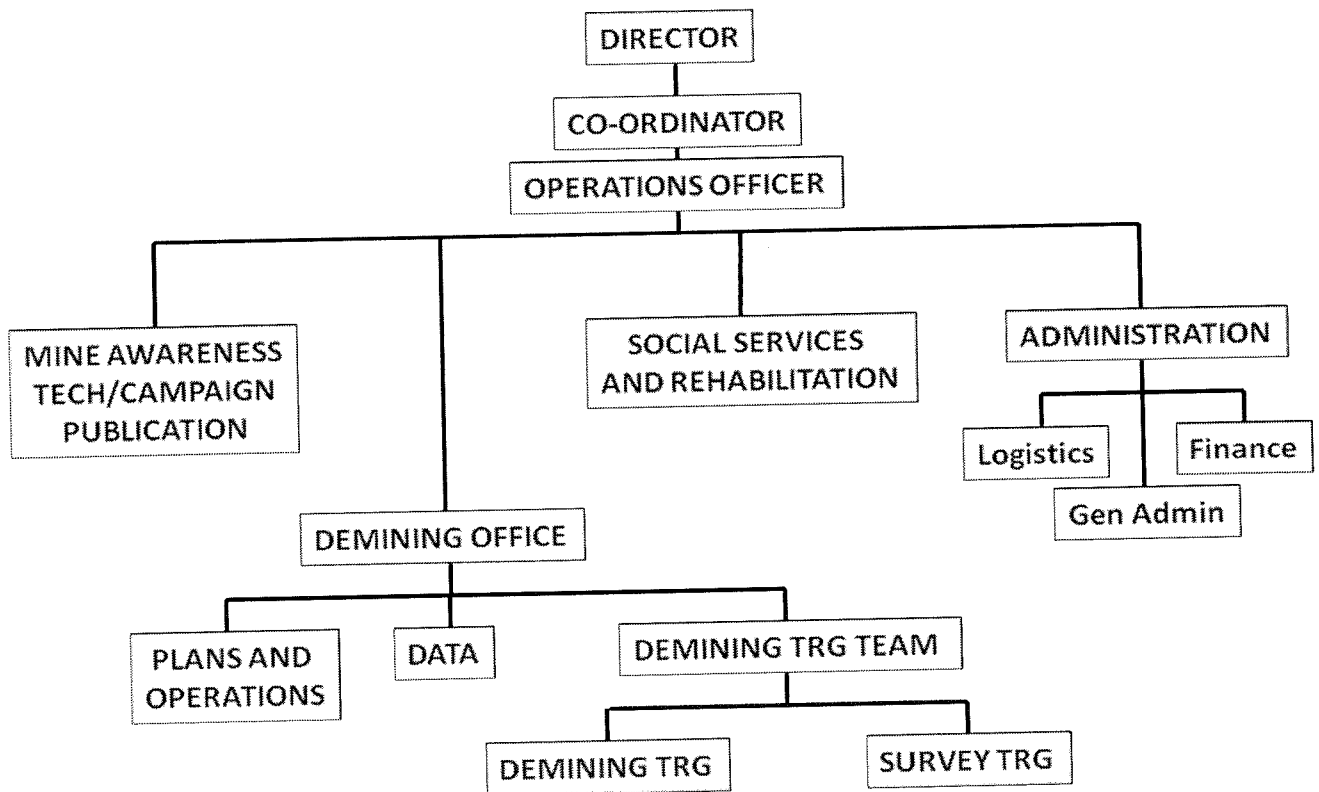 DIRECTOR
CO-ORDINATOR
OPERATIONS OFFICER
MINE AWARENESS
TECH/CAMPAIGN
PUBLICATION
SOCIAL SERVICES
AND REHABILITATION
ADMINISTRATION
Logistics
Finance
Gen Admin
DEMINING OFFICE
PLANS AND
OPERATIONS
DATA
DEMINING TRG TEAM
DEMINING TRG
SURVEY TRG